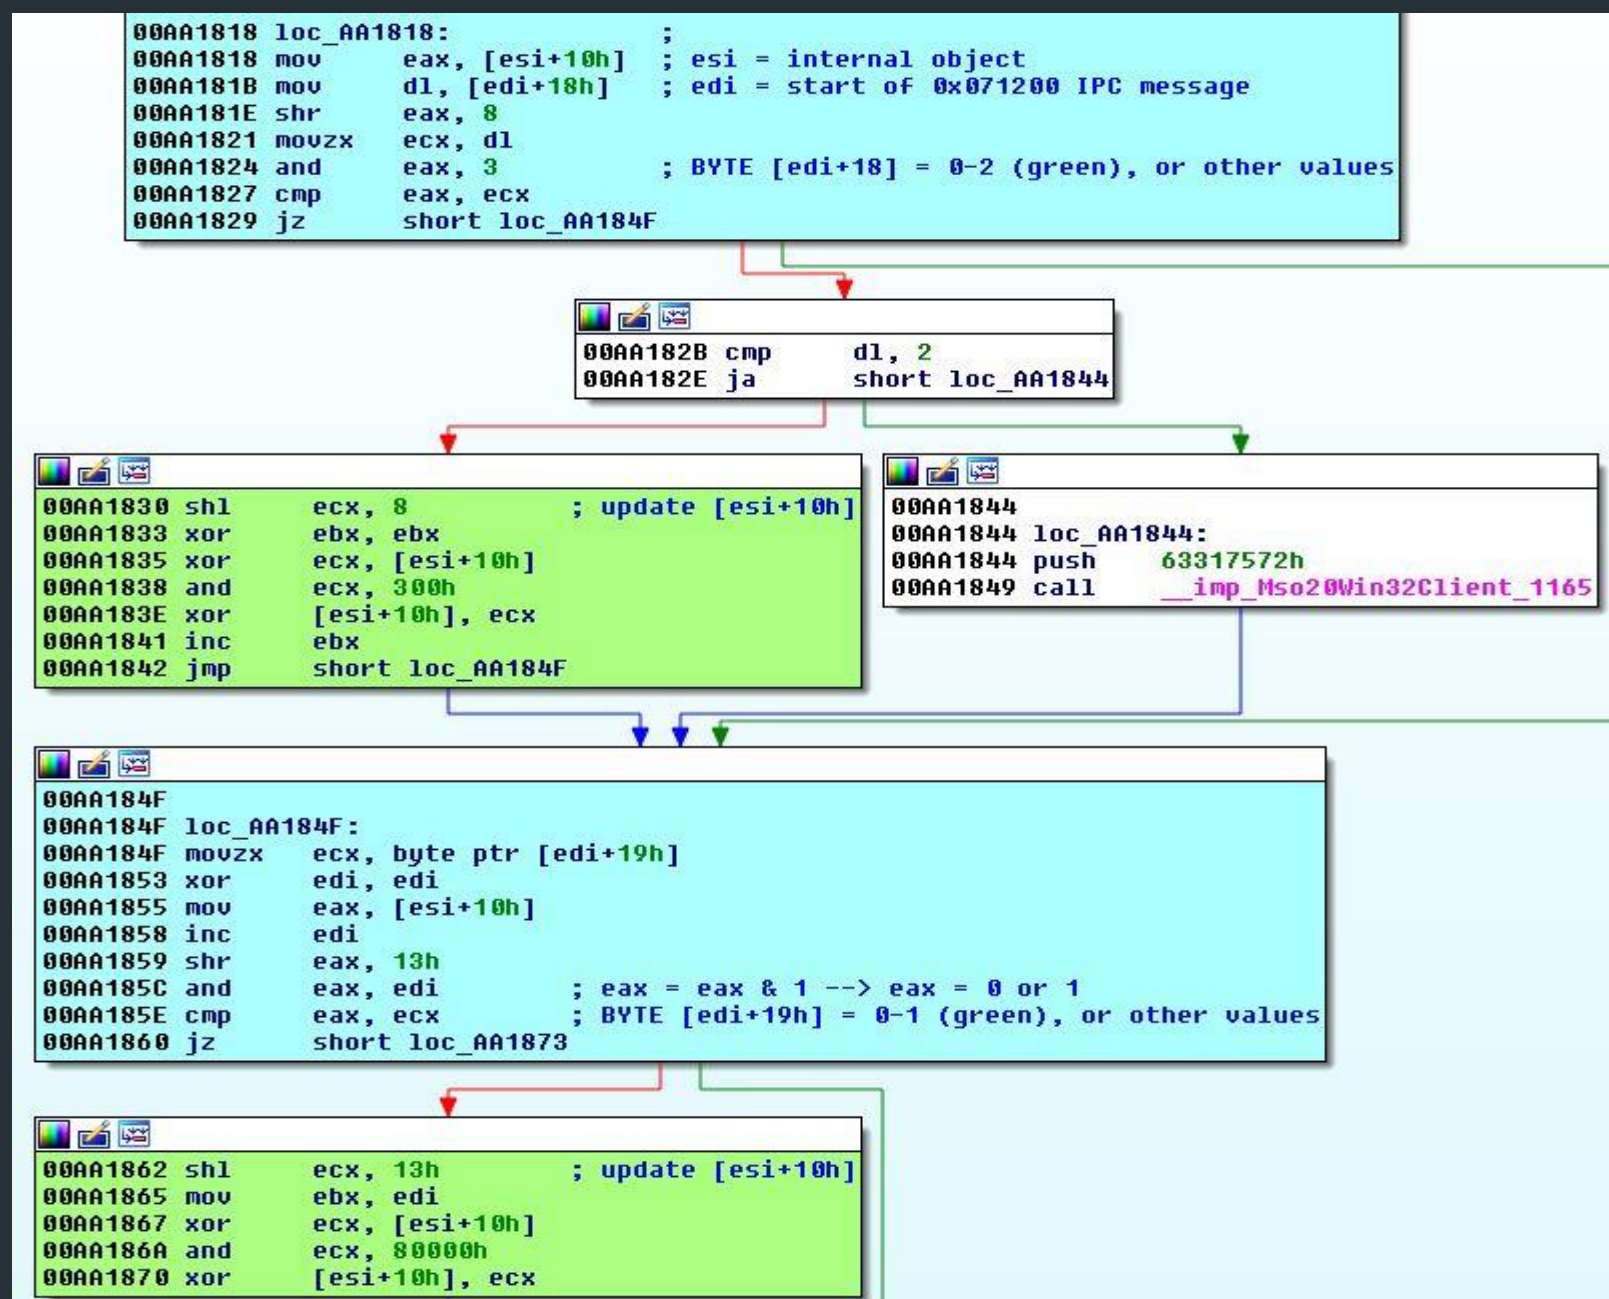 00AA1818 loc_AA1818: ;
00AA1818 mov eax, [esi+10h] ; esi = internal object
00AA181B mov dl, [edi+18h] ; edi = start of 0x071200 IPC message
00AA181E shr eax, 8
00AA1821 movzx ecx, dl
00AA1824 and eax, 3 ; BYTE [edi+18] = 0-2 (green), or other values
00AA1827 cmp eax, ecx
00AA1829 jz short loc_AA184F
00AA182B cmp dl, 2
00AA182E ja short loc_AA1844
00AA1830 shl ecx, 8 ; update [esi+10h]
00AA1833 xor ebx, ebx
00AA1835 xor ecx, [esi+10h]
00AA1838 and ecx, 300h
00AA183E xor [esi+10h], ecx
00AA1841 inc ebx
00AA1842 jmp short loc_AA184F
00AA1844
00AA1844 loc_AA1844:
00AA1844 push 63317572h
00AA1849 call __imp_Mso20Win32Client_1165
00AA184F
00AA184F loc_AA184F:
00AA184F movzx ecx, byte ptr [edi+19h]
00AA1853 xor edi, edi
00AA1855 mov eax, [esi+10h]
00AA1858 inc edi
00AA1859 shr eax, 13h
00AA185C and eax, edi ; eax = eax & 1 --> eax = 0 or 1
00AA185E cmp eax, ecx ; BYTE [edi+19h] = 0-1 (green), or other values
00AA1860 jz short loc_AA1873
00AA1862 shl ecx, 13h ; update [esi+10h]
00AA1865 mov ebx, edi
00AA1867 xor ecx, [esi+10h]
00AA186A and ecx, 80000h
00AA1870 xor [esi+10h], ecx